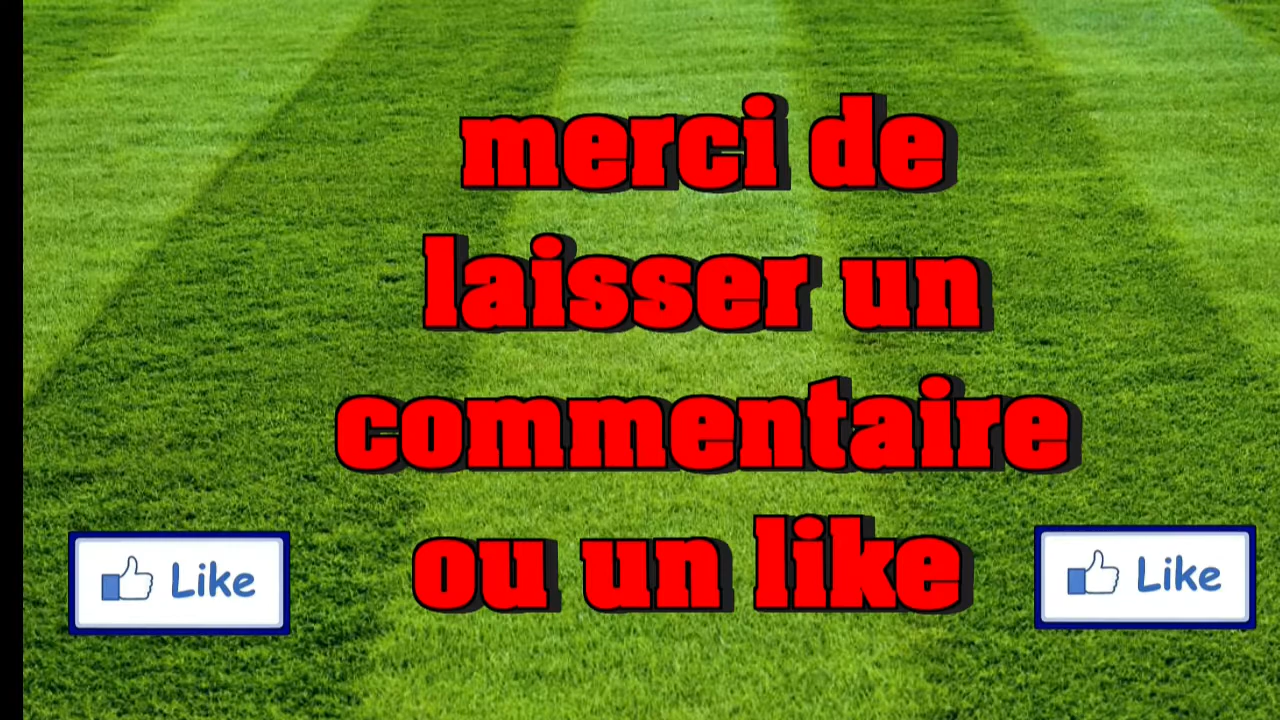 merci de
laisser un
commentaire
ou un like
Like
Like